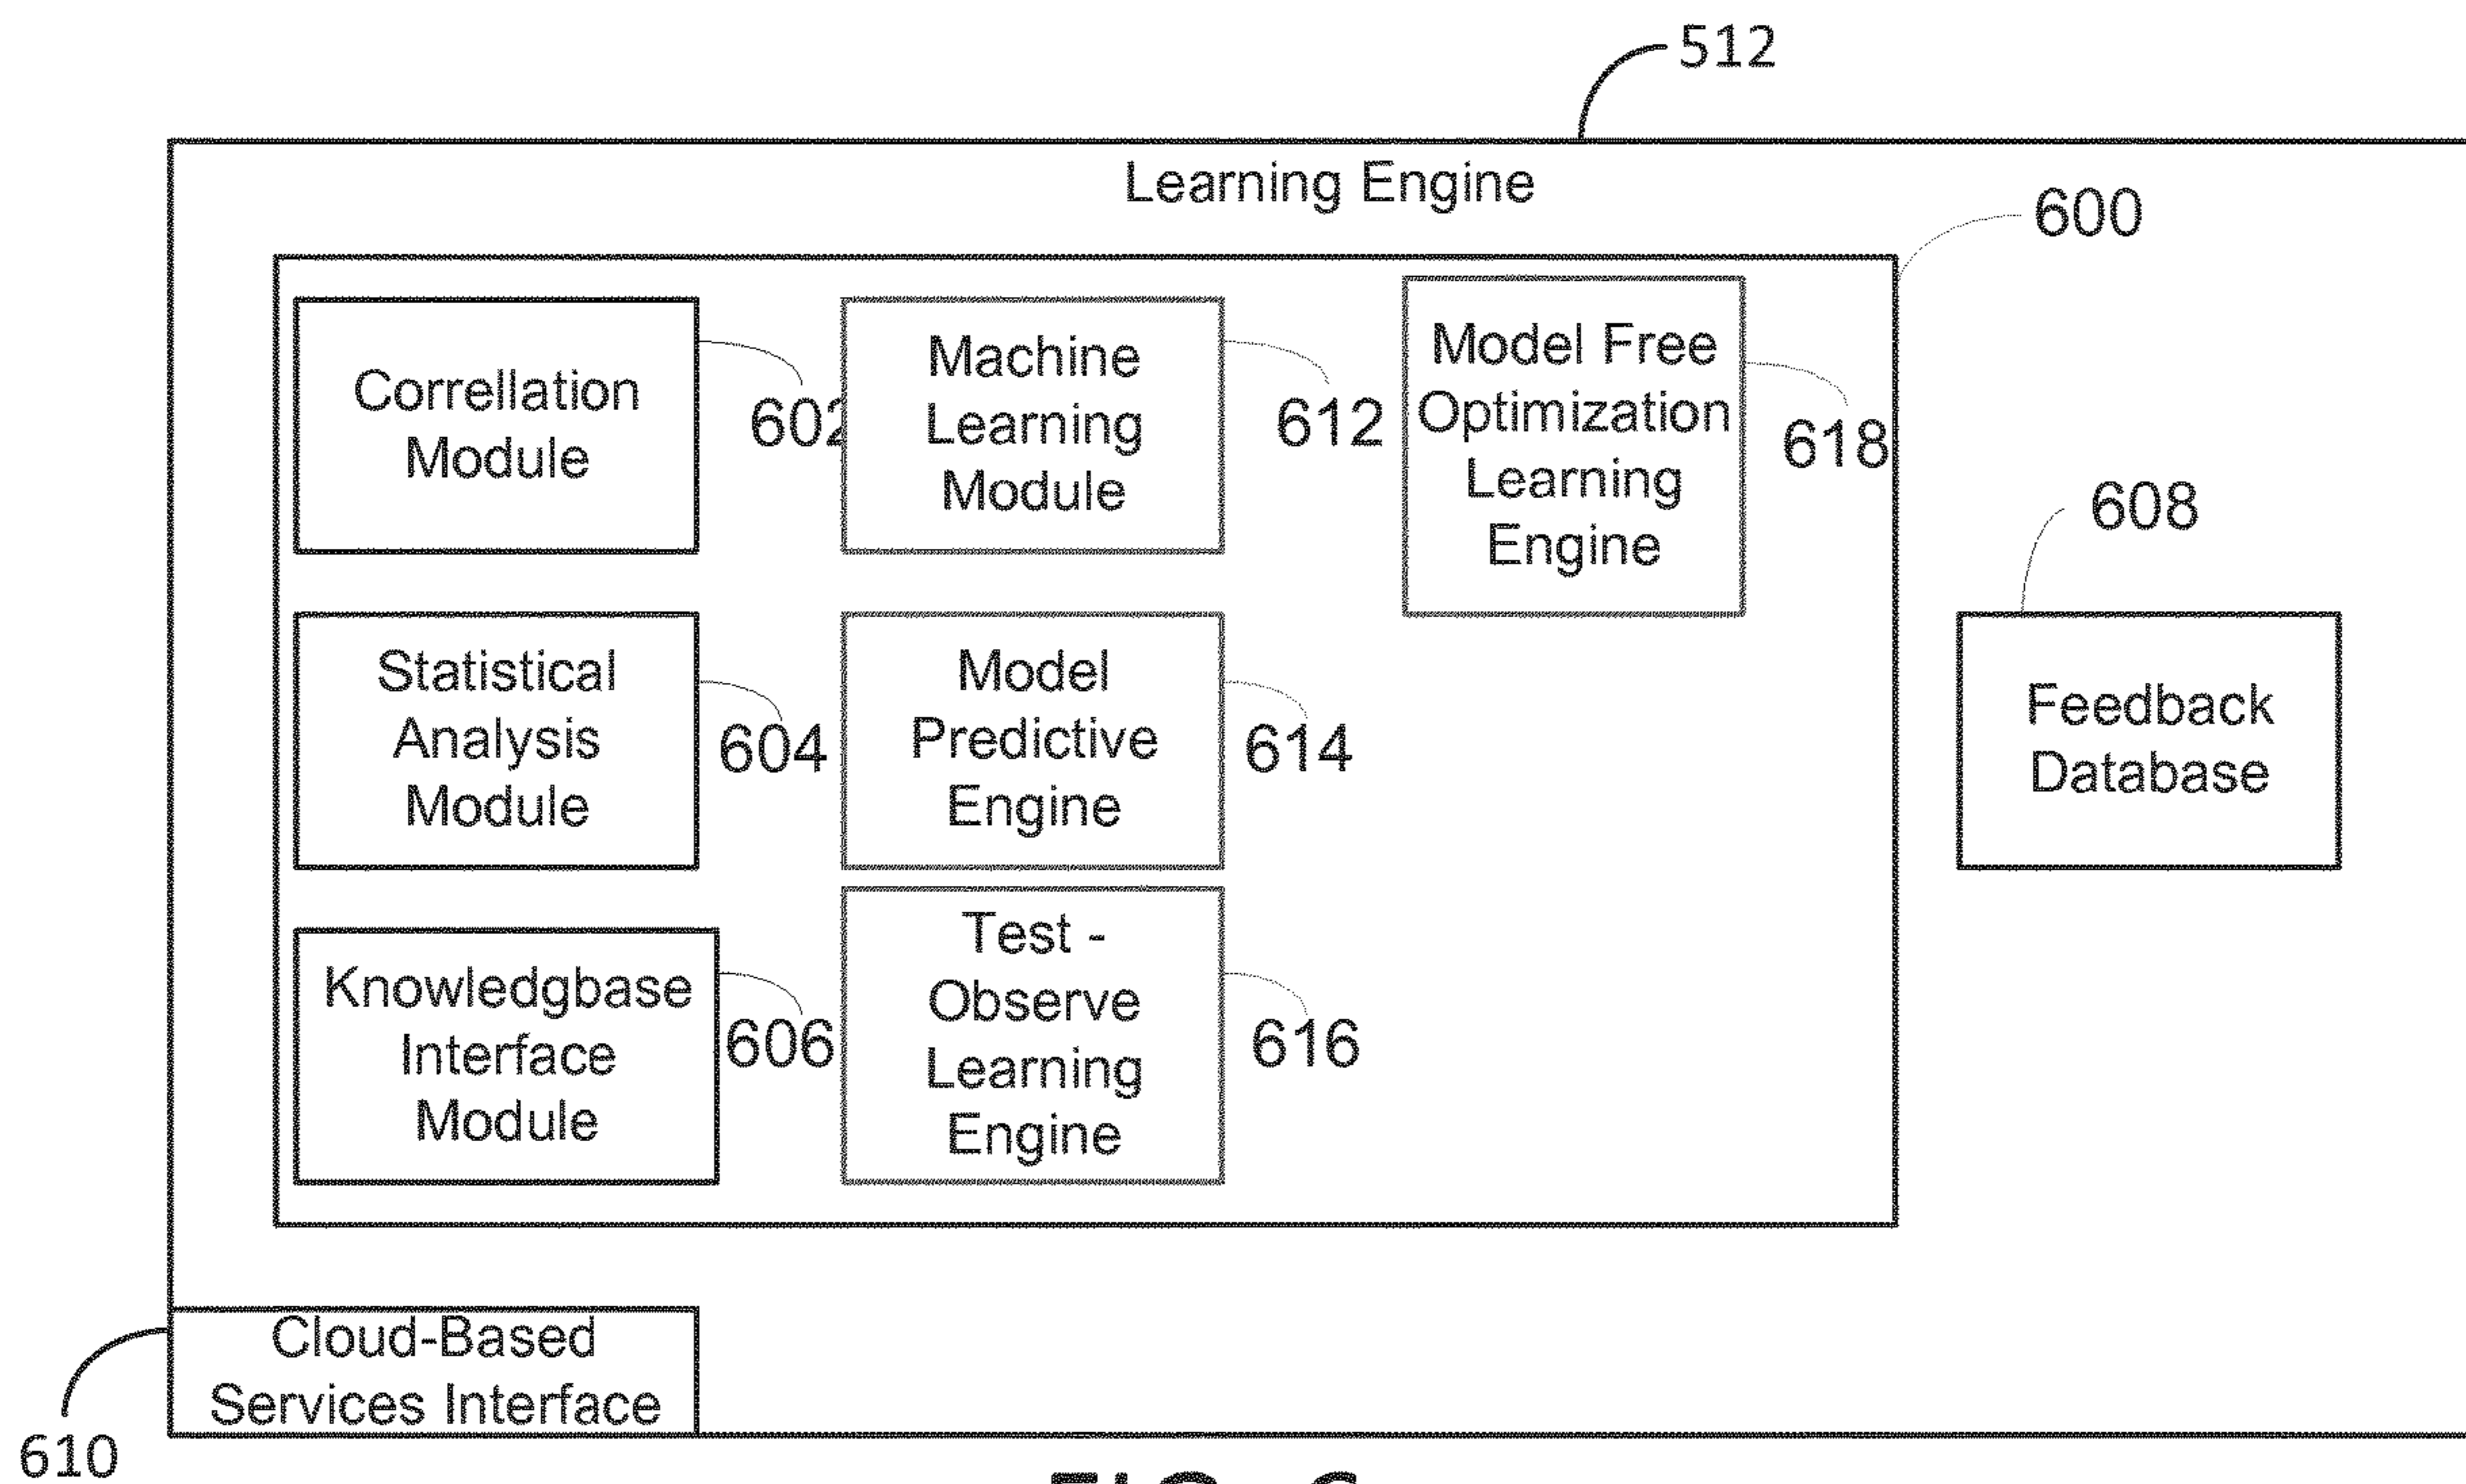 512
Learning Engine
600
Correllation
Module
602
Machine
Learning
Module
612
Model Free
Optimization
Learning
Engine
618
608
Statistical
Analysis
Module
604
Model
Predictive
Engine
614
Feedback
Database
Knowledgbase
Interface
Module
606
Test -
Observe
Learning
Engine
616
Cloud-Based
Services Interface
610